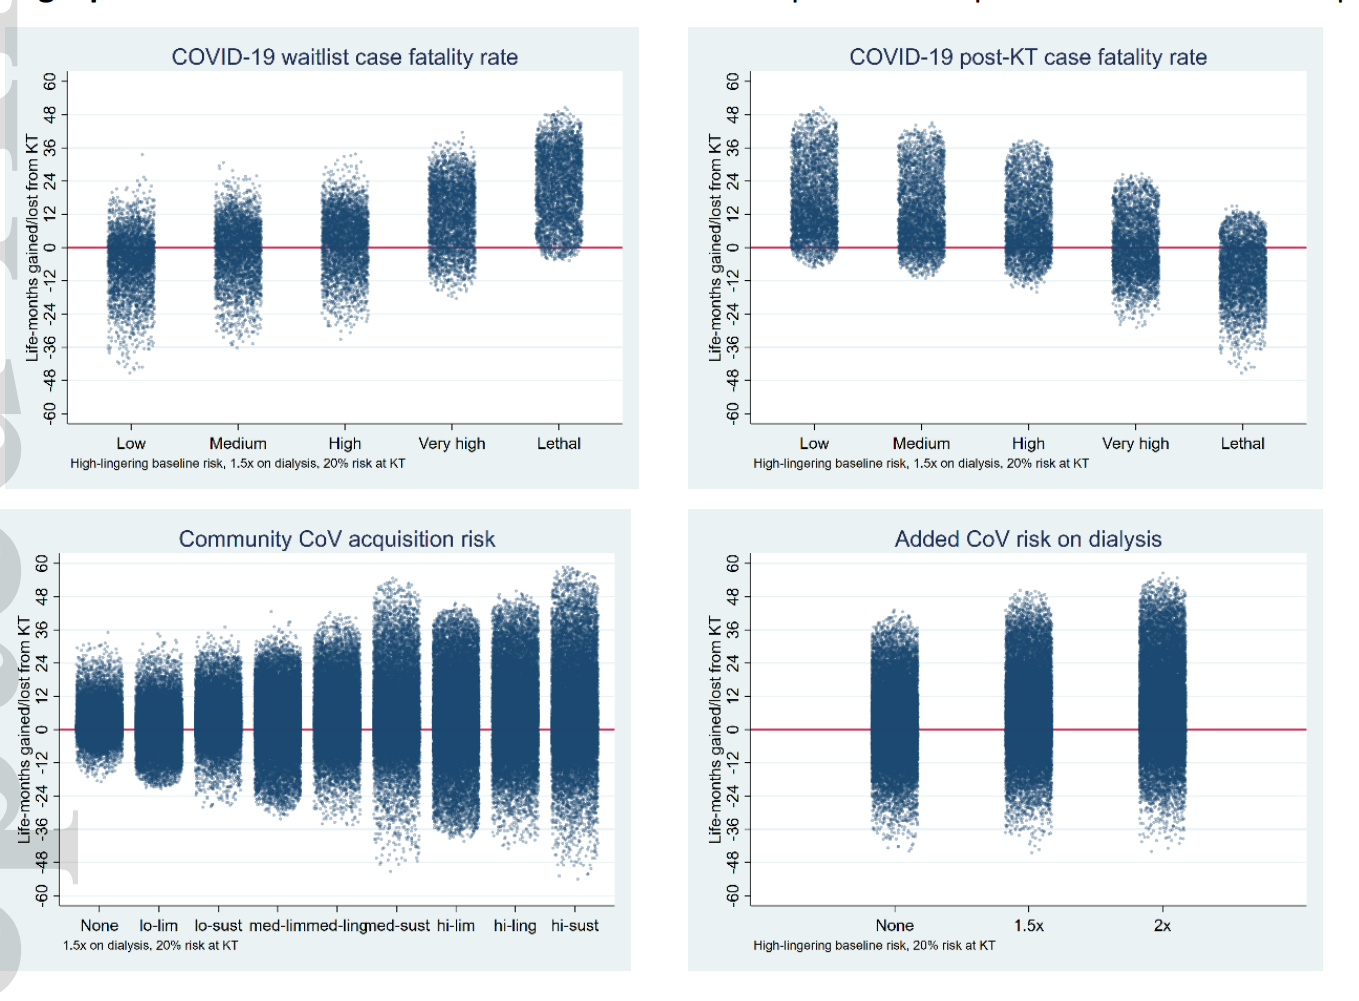 COVID-19 waitlist case fatality rate
Life-months gained/lost from KT
60
48
36
24
12
0
-12
-24
-36
-48
-60
Low Medium High Very high Lethal
High-lingering baseline risk, 1.5x on dialysis, 20% risk at KT
COVID-19 post-KT case fatality rate
Life-months gained/lost from KT
60
48
36
24
12
0
-12
-24
-36
-48
-60
Low Medium High Very high Lethal
High-lingering baseline risk, 1.5x on dialysis, 20% risk at KT
Community CoV acquisition risk
Life-months gained/lost from KT
60
48
36
24
12
0
-12
-24
-36
-48
-60
None lo-lim lo-sust med-lim med-ling med-sust hi-lim hi-ling hi-sust
1.5x on dialysis, 20% risk at KT
Added CoV risk on dialysis
Life-months gained/lost from KT
60
48
36
24
12
0
-12
-24
-36
-48
-60
None 1.5x 2x
High-lingering baseline risk, 20% risk at KT